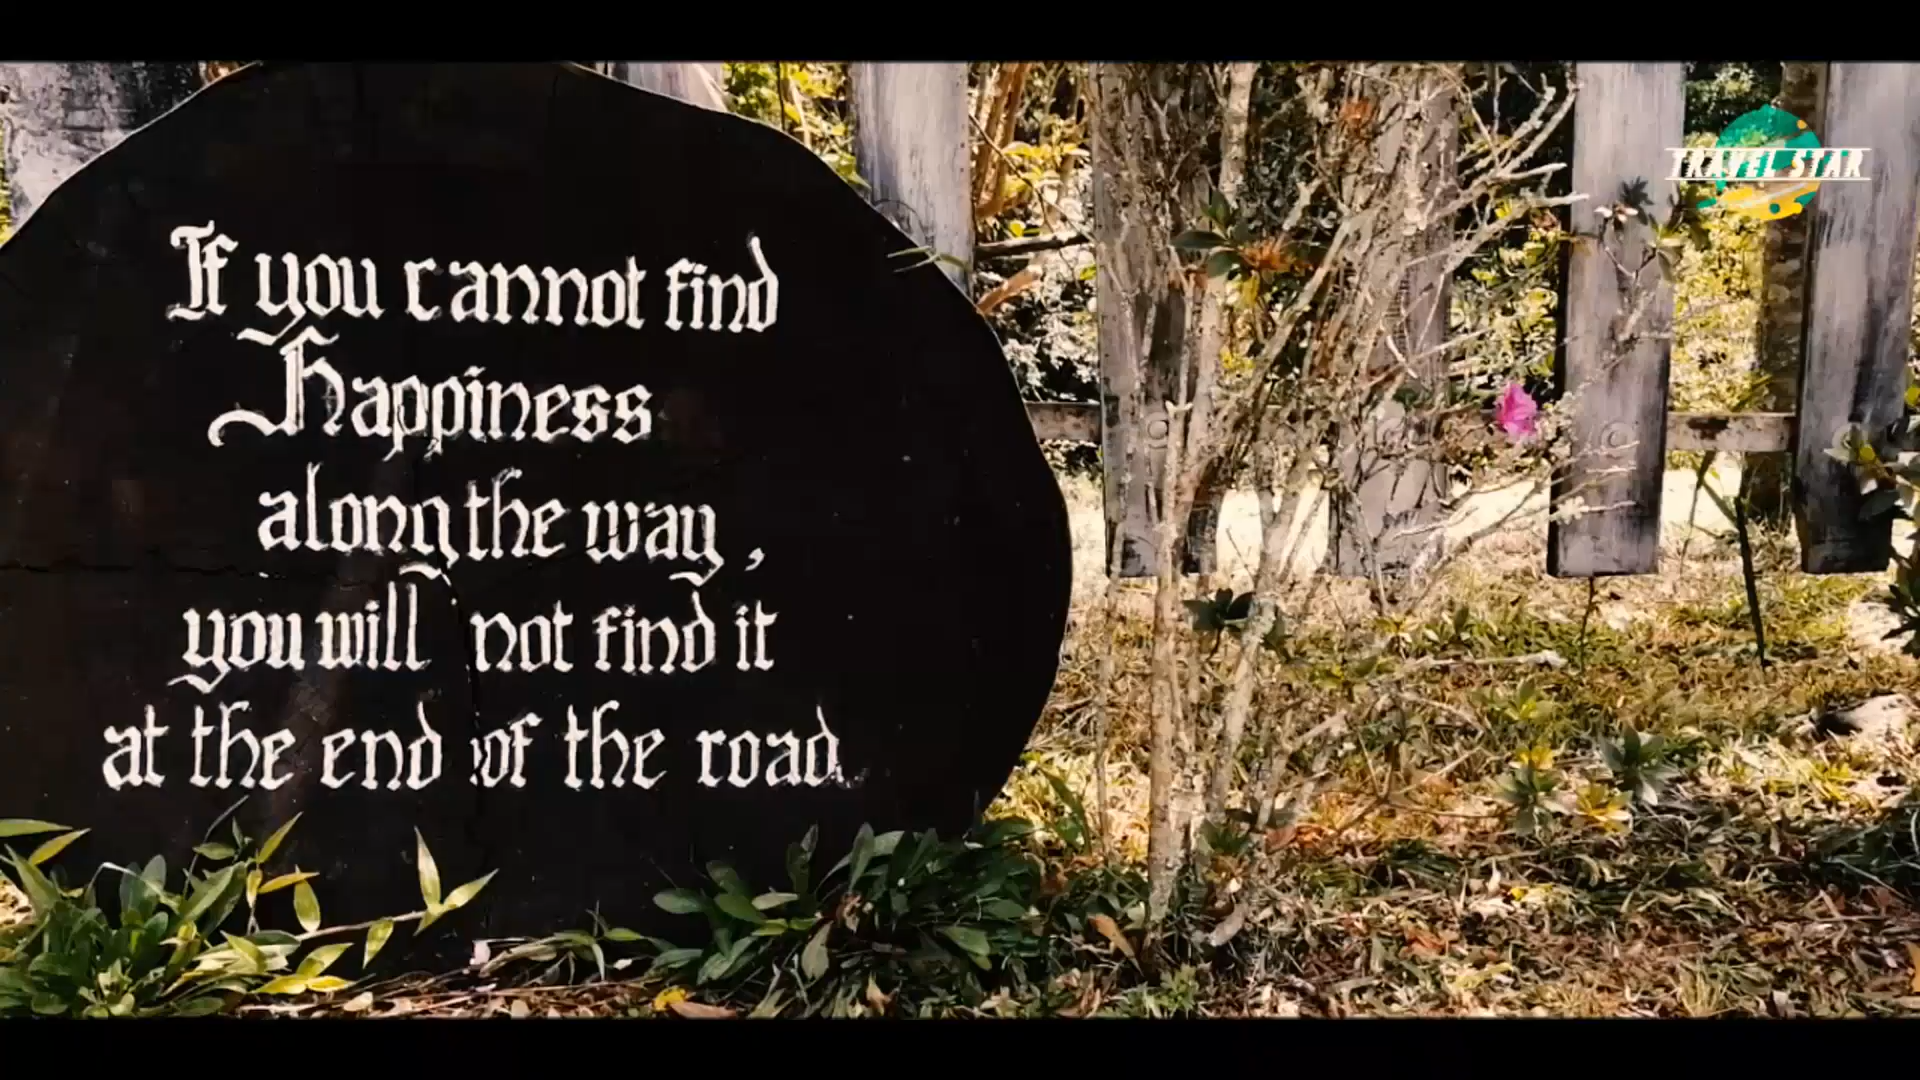 If you cannot find
Happiness
along the way,
you will not find it
at the end of the road.
TRAVEL STAR